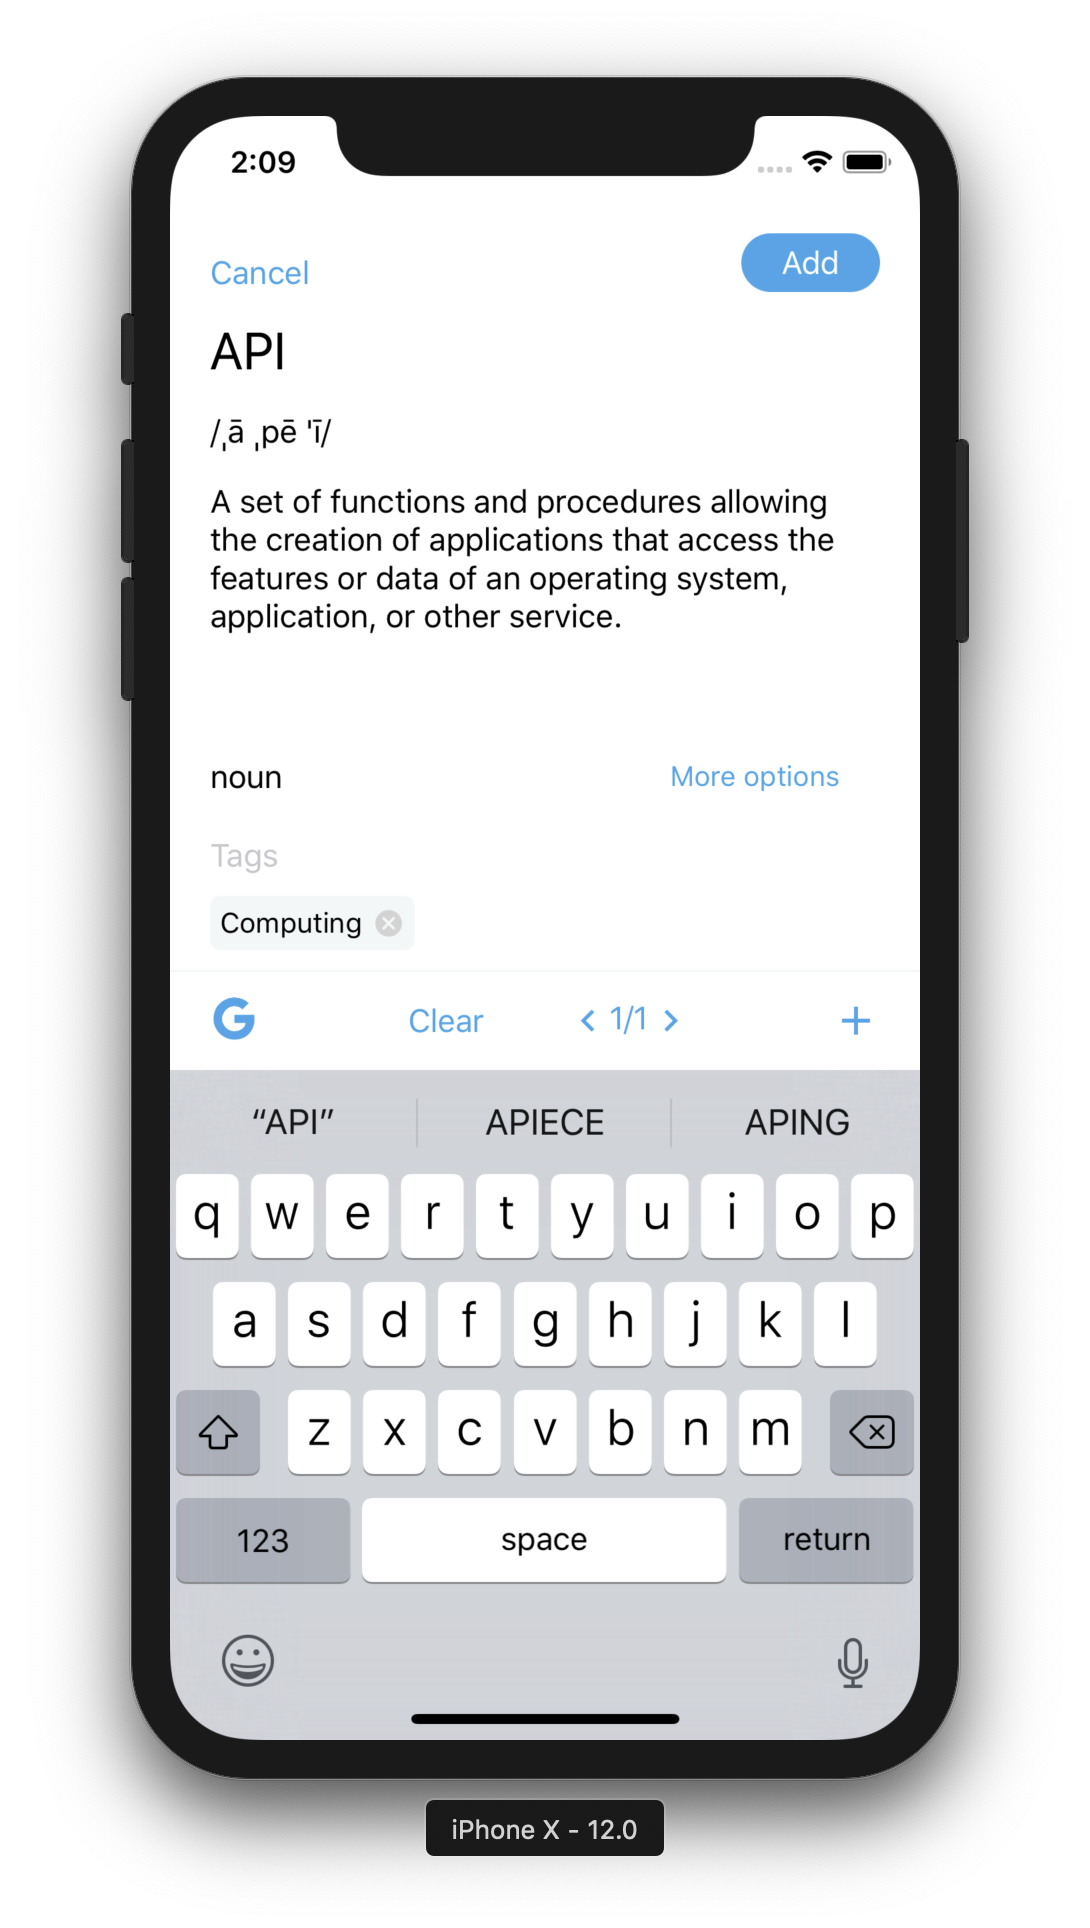 2:09
Cancel
Add
API
/ˌā ˌpē ˈī/
A set of functions and procedures allowing
the creation of applications that access the
features or data of an operating system,
application, or other service.
noun
More options
Tags
Computing
G
Clear
< 1/1 >
+
“API”
APIECE
APING
q w e r t y u i o p
a s d f g h j k l
z x c v b n m
123
space
return
iPhone X - 12.0